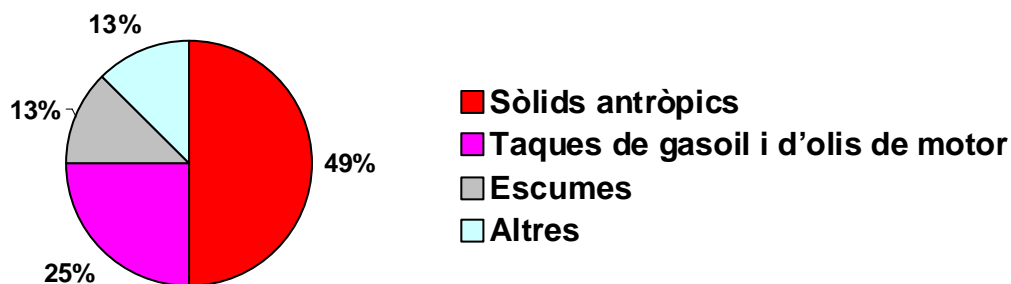 13%
13%
49%
25%
Sòlids antròpics
Taques de gasoil i d’olis de motor
Escumes
Altres